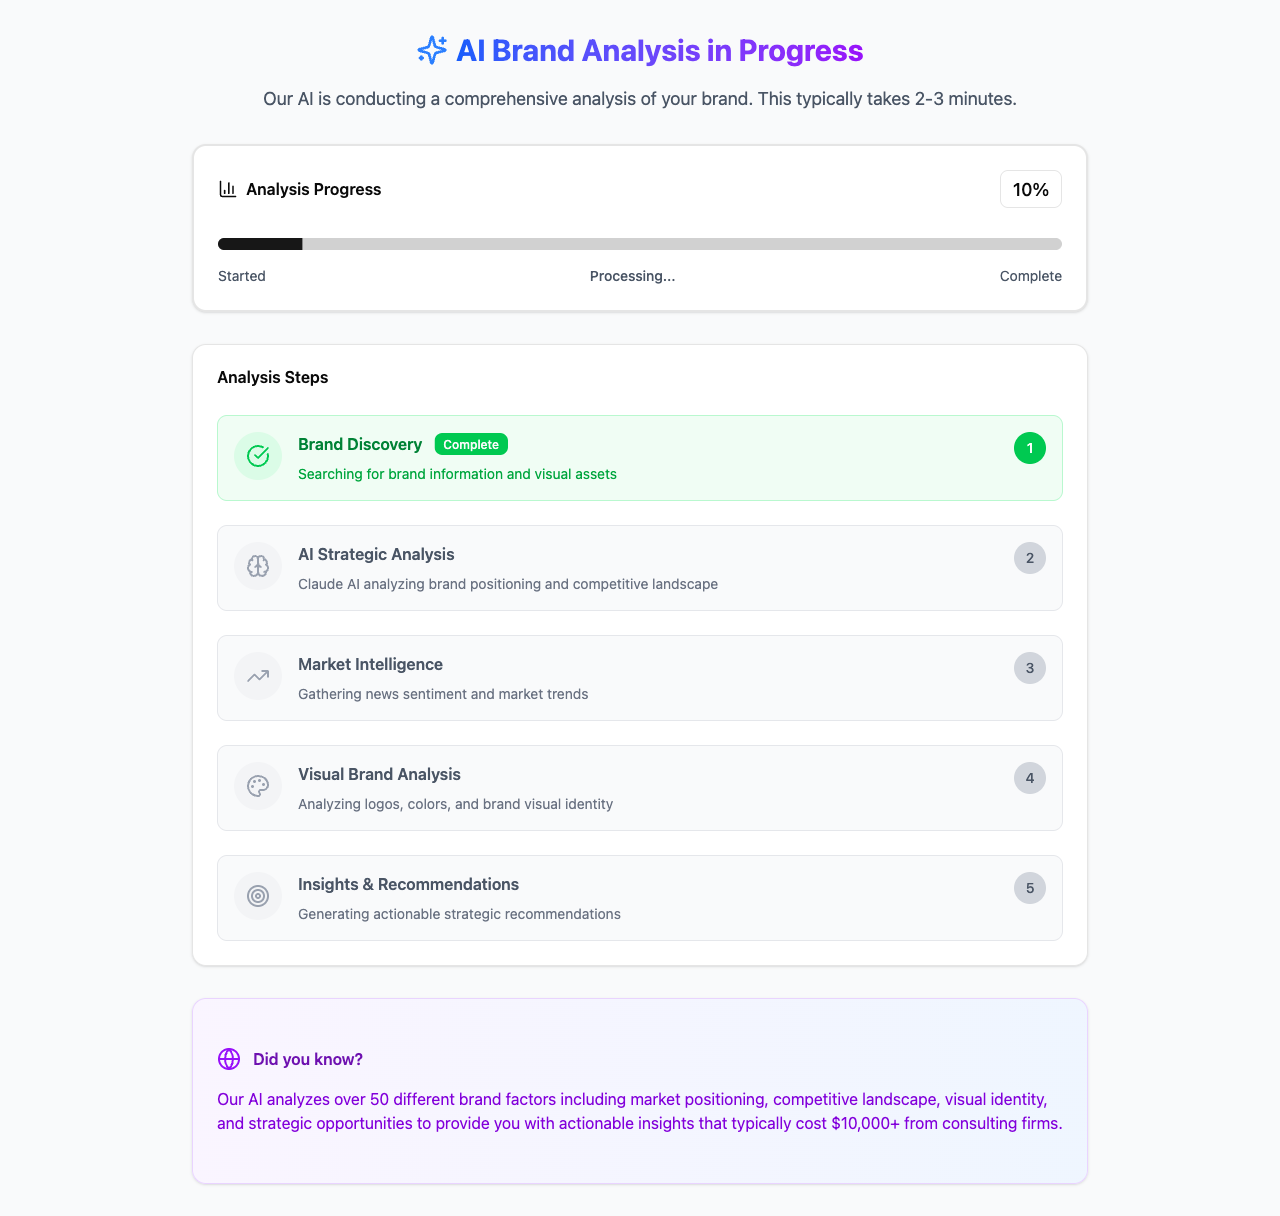 AI Brand Analysis in Progress
Our AI is conducting a comprehensive analysis of your brand. This typically takes 2-3 minutes.
Analysis Progress
10%
Started
Processing...
Complete
Analysis Steps
Brand Discovery
Complete
1
Searching for brand information and visual assets
AI Strategic Analysis
2
Claude AI analyzing brand positioning and competitive landscape
Market Intelligence
3
Gathering news sentiment and market trends
Visual Brand Analysis
4
Analyzing logos, colors, and brand visual identity
Insights & Recommendations
5
Generating actionable strategic recommendations
Did you know?
Our AI analyzes over 50 different brand factors including market positioning, competitive landscape, visual identity,
and strategic opportunities to provide you with actionable insights that typically cost $10,000+ from consulting firms.